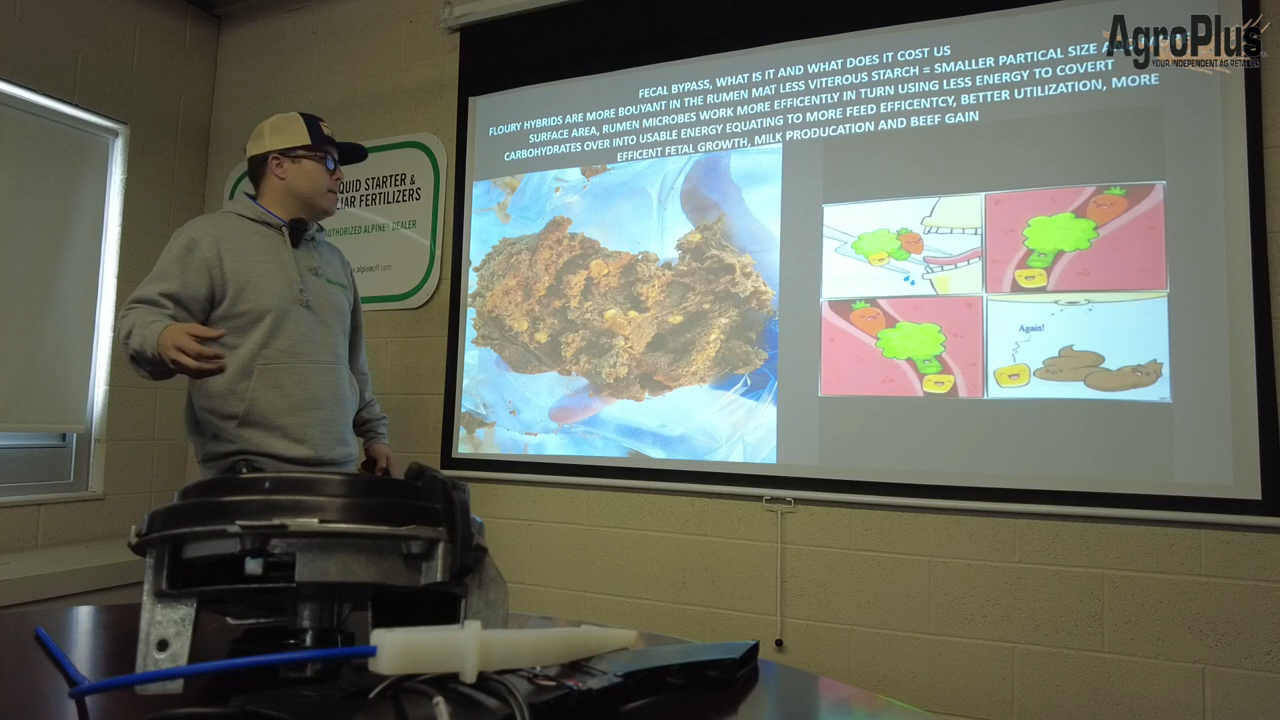 AgroPlus
YOUR INDEPENDENT AG RETAILER
FECAL BYPASS, WHAT IS IT AND WHAT DOES IT COST US
FLOURY HYBRIDS ARE MORE BOUYANT IN THE RUMEN MAT LESS VITEROUS STARCH = SMALLER PARTICAL SIZE
SURFACE AREA, RUMEN MICROBES WORK MORE EFFICENTLY IN TURN USING LESS ENERGY TO COVERT
CARBOHYDRATES OVER INTO USABLE ENERGY EQUATING TO MORE FEED EFFICENTCY, BETTER UTILIZATION, MORE
EFFICENT FETAL GROWTH, MILK PRODUCATION AND BEEF GAIN
Again!
QUID STARTER &
LIAR FERTILIZERS
AUTHORIZED ALPINE® DEALER
.alpinepfl.com